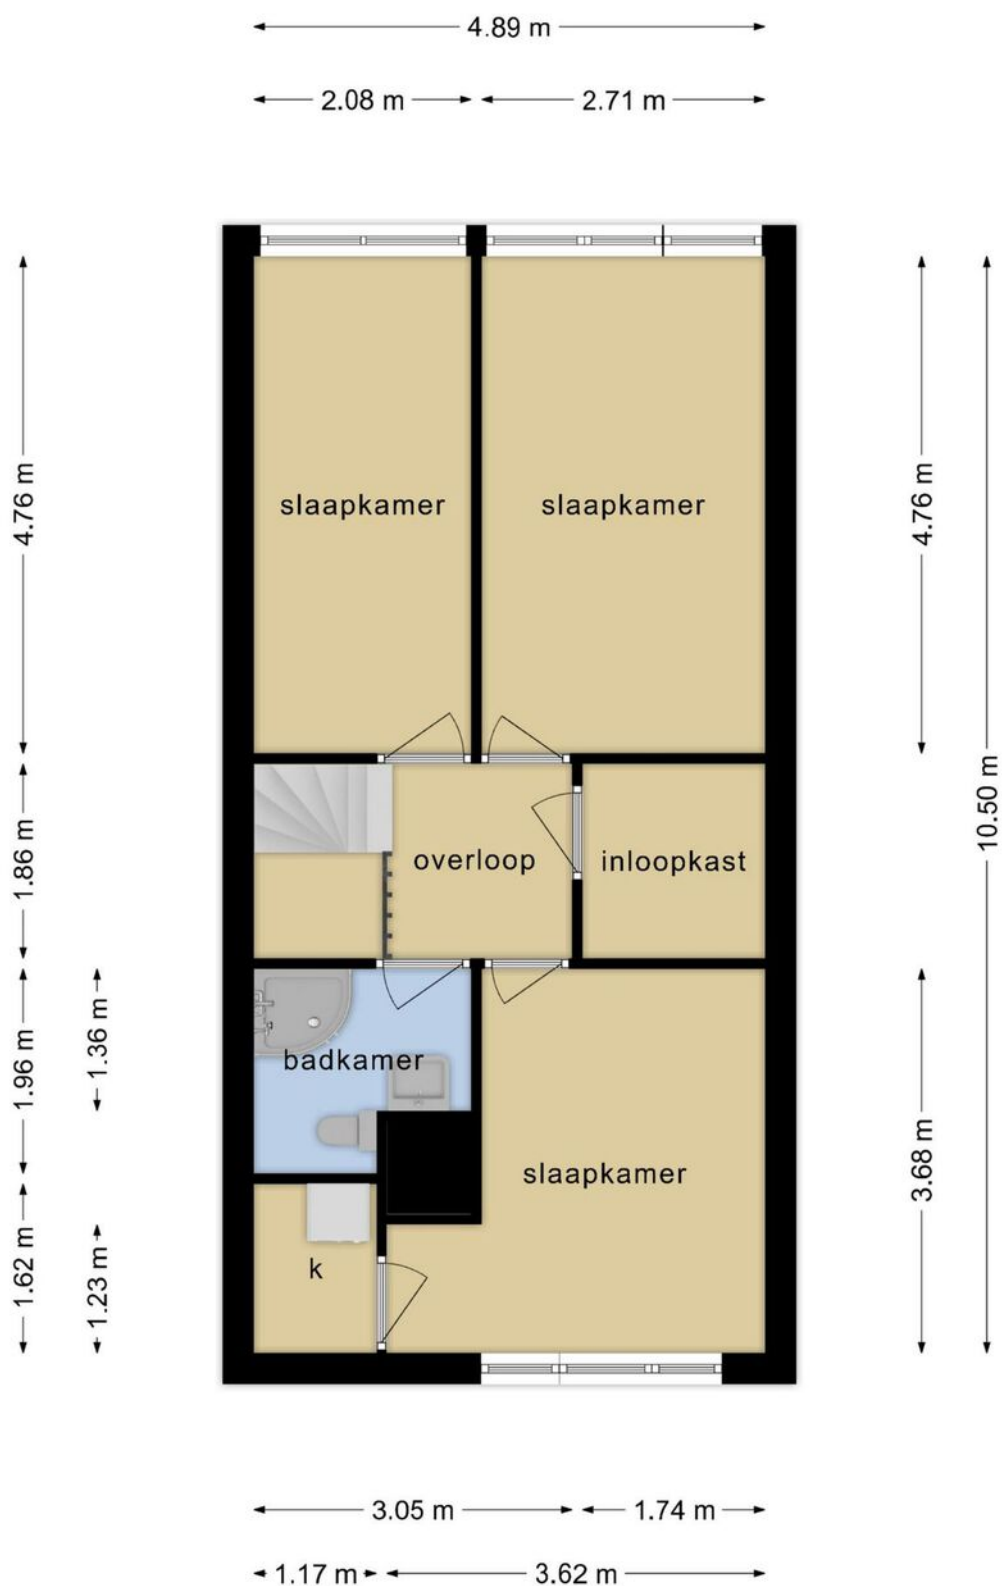 4.89 m
2.08 m
2.71 m
4.76 m
slaapkamer
slaapkamer
4.76 m
10.50 m
1.86 m
overloop
inloopkast
1.96 m
1.36 m
badkamer
slaapkamer
3.68 m
1.62 m
1.23 m
k
3.05 m
1.74 m
1.17 m
3.62 m